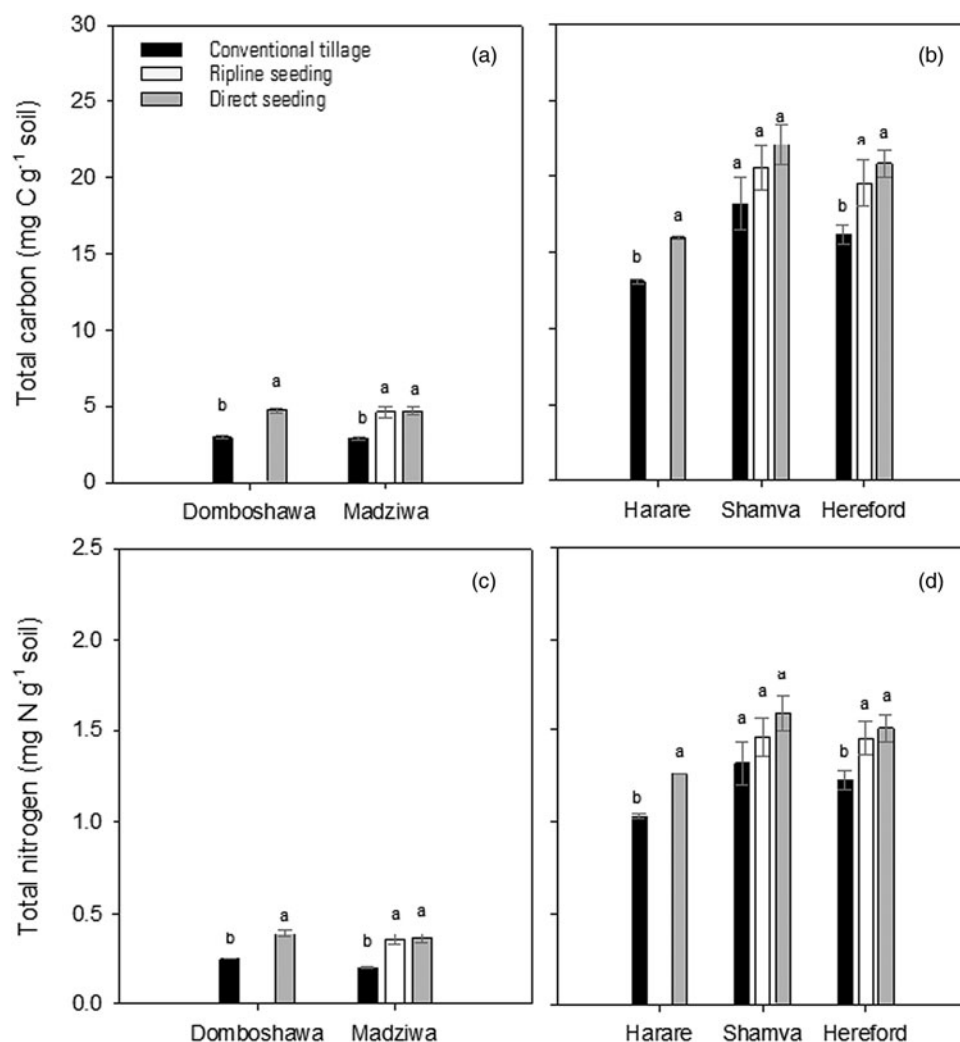 Total carbon (mg C g⁻¹ soil)
30
25
20
15
10
5
0
Conventional tillage
Ripline seeding
Direct seeding
(a)
b
a
b
a
a
Domboshawa
Madziwa
(b)
b
a
a
a
a
b
a
a
Harare
Shamva
Hereford
Total nitrogen (mg N g⁻¹ soil)
2.5
2.0
1.5
1.0
0.5
0.0
(c)
b
a
b
a
a
Domboshawa
Madziwa
(d)
b
a
a
a
a
b
a
a
Harare
Shamva
Hereford